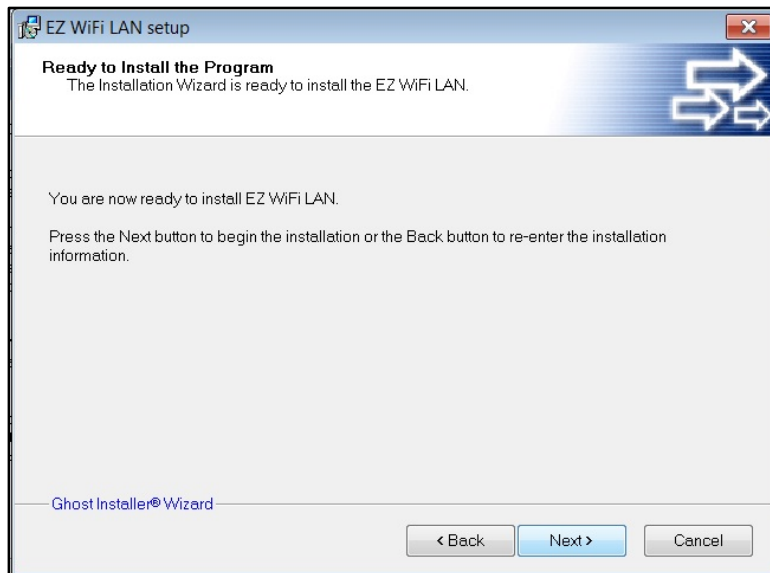 EZ WiFi LAN setup
Ready to Install the Program
The Installation Wizard is ready to install the EZ WiFi LAN.
You are now ready to install EZ WiFi LAN.
Press the Next button to begin the installation or the Back button to re-enter the installation
information.
Ghost Installer® Wizard
< Back
Next >
Cancel